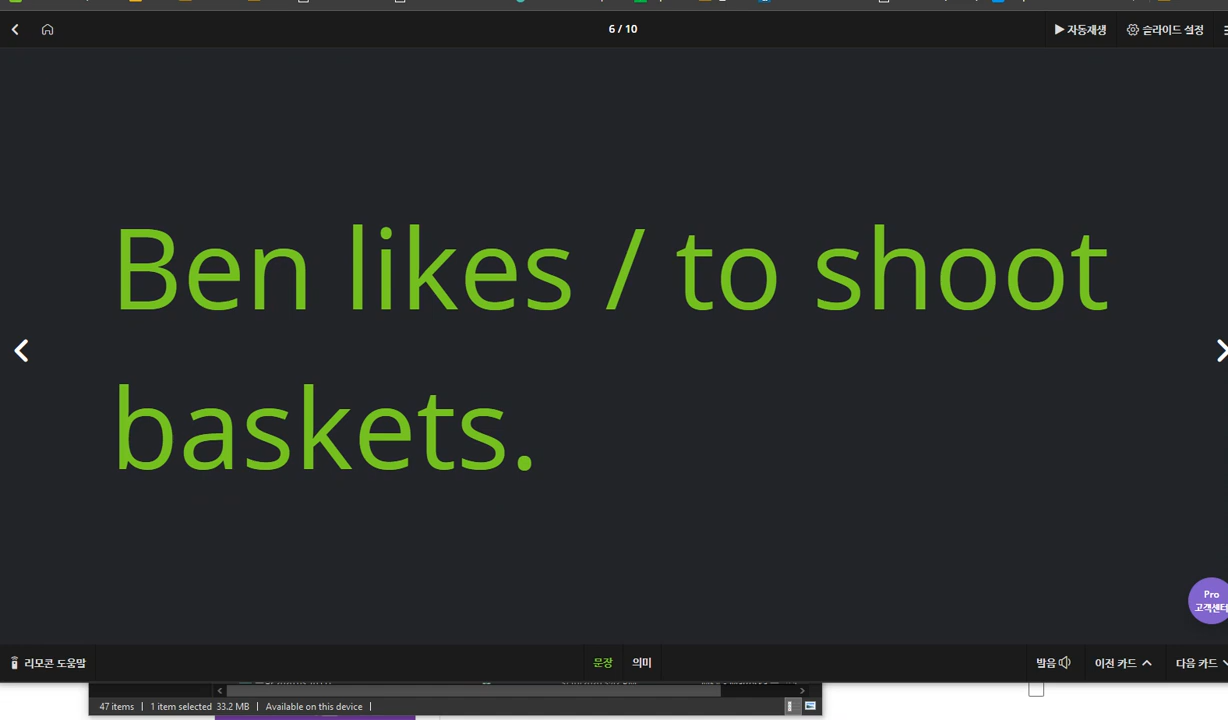 6 / 10
자동재생
슬라이드 설정
Ben likes / to shoot
baskets.
Pro
고객센터
리모콘 도움말
문장
의미
발음
이전 카드
다음 카드
47 items
1 item selected 33.2 MB
Available on this device